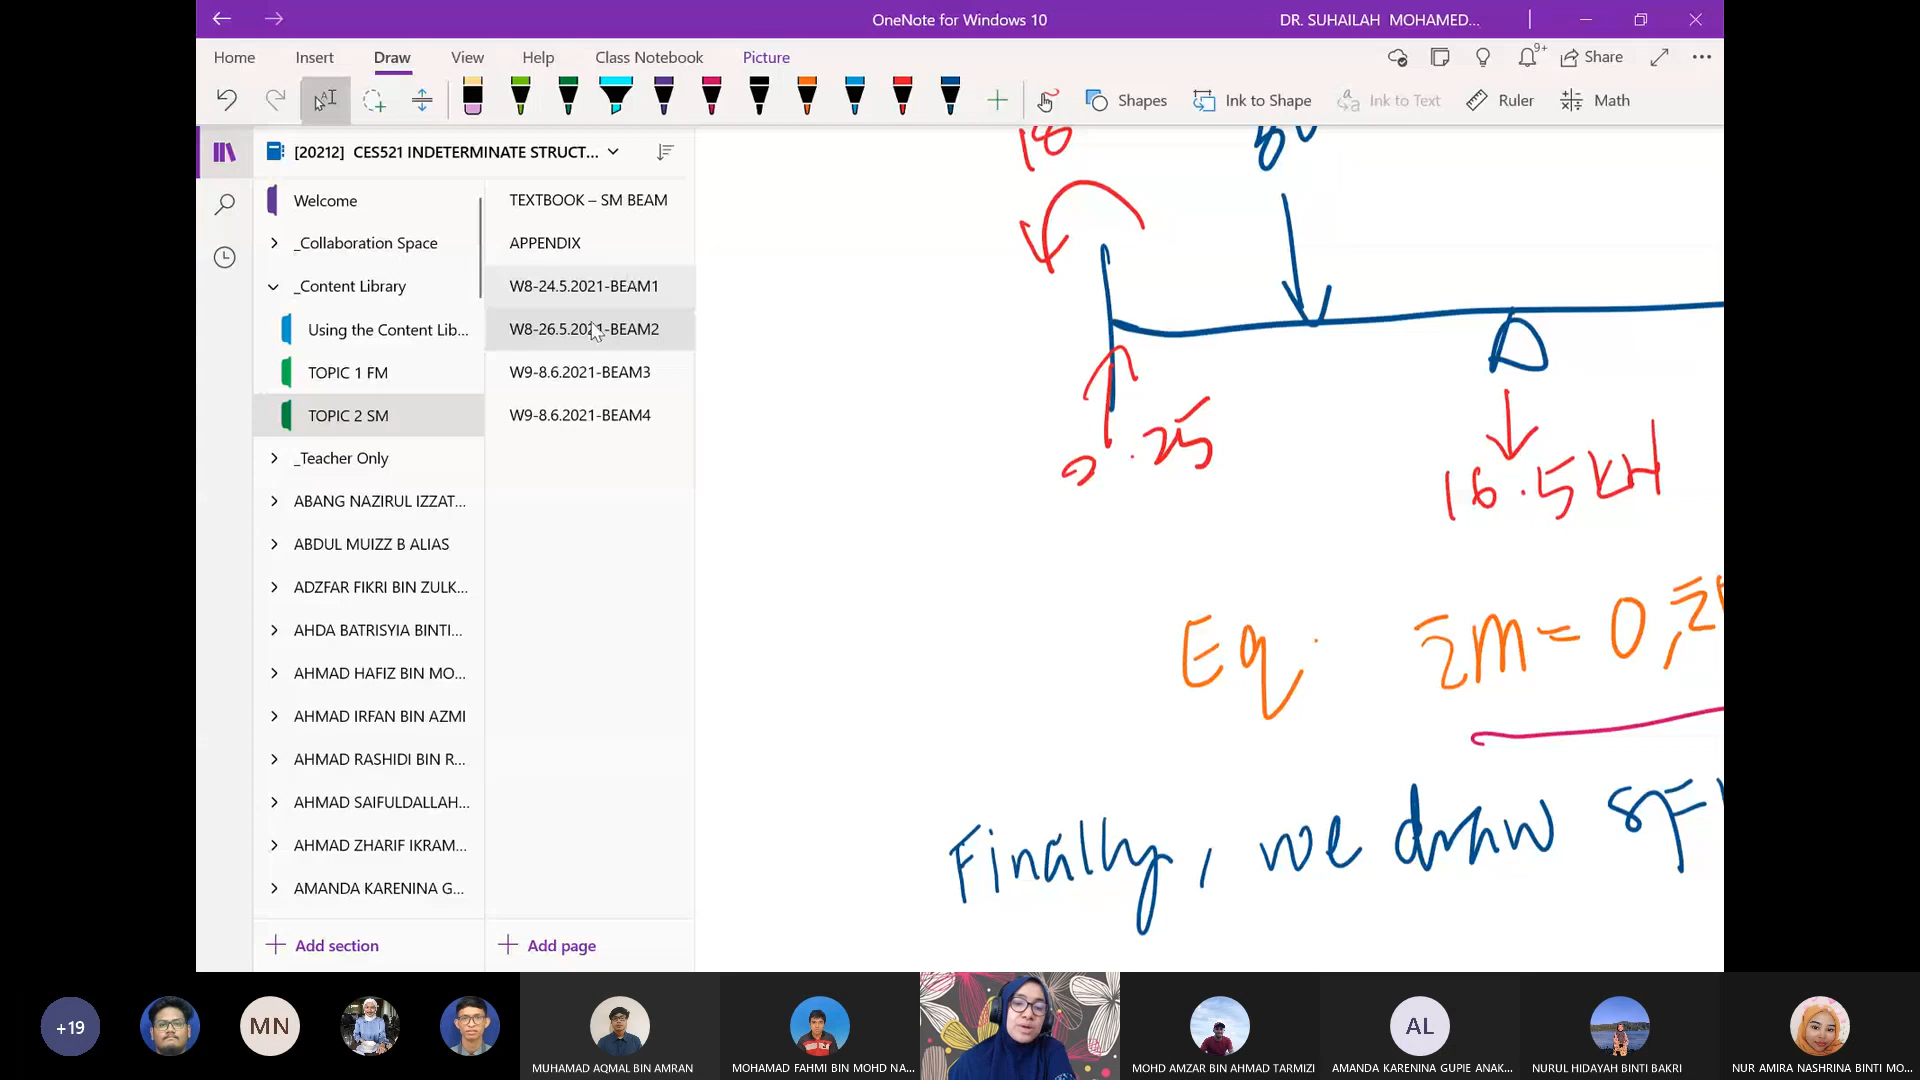 OneNote for Windows 10
DR. SUHAILAH MOHAMED...
Home
Insert
Draw
View
Help
Class Notebook
Picture
9+
Share
Shapes
Ink to Shape
Ink to Text
Ruler
Math
[20212] CES521 INDETERMINATE STRUCT...
Welcome
_Collaboration Space
_Content Library
Using the Content Lib...
TOPIC 1 FM
TOPIC 2 SM
_Teacher Only
ABANG NAZIRUL IZZAT...
ABDUL MUIZZ B ALIAS
ADZFAR FIKRI BIN ZULK...
AHDA BATRISYIA BINTI...
AHMAD HAFIZ BIN MO...
AHMAD IRFAN BIN AZMI
AHMAD RASHIDI BIN R...
AHMAD SAIFULDALLAH...
AHMAD ZHARIF IKRAM...
AMANDA KARENINA G...
Add section
TEXTBOOK – SM BEAM
APPENDIX
W8-24.5.2021-BEAM1
W8-26.5.2021-BEAM2
W9-8.6.2021-BEAM3
W9-8.6.2021-BEAM4
Add page
18
.25
16.5kN
Eq. ΣM = 0,
Finally, we draw SF
+19
MN
MUHAMAD AQMAL BIN AMRAN
MOHAMAD FAHMI BIN MOHD NA...
MOHD AMZAR BIN AHMAD TARMIZI
AL
AMANDA KARENINA GUPIE ANAK...
NURUL HIDAYAH BINTI BAKRI
NUR AMIRA NASHRINA BINTI MO...